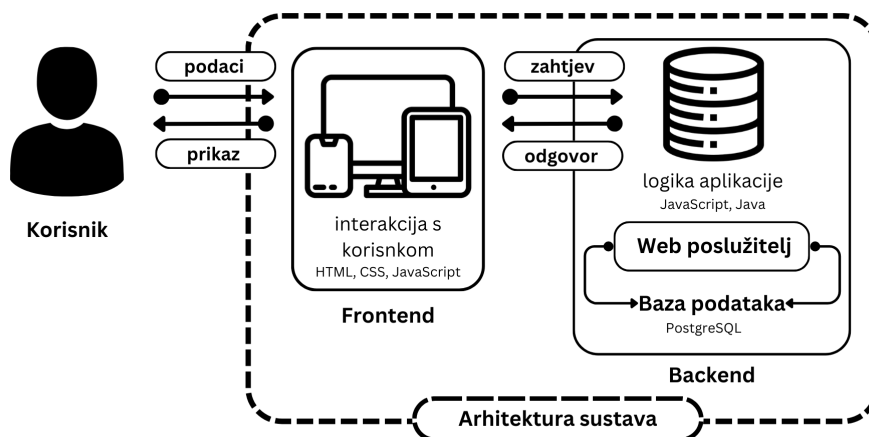 podaci
prikaz
Korisnik
interakcija s
korisnkom
HTML, CSS, JavaScript
Frontend
zahtjev
odgovor
logika aplikacije
JavaScript, Java
Web poslužitelj
Baza podataka
PostgreSQL
Backend
Arhitektura sustava